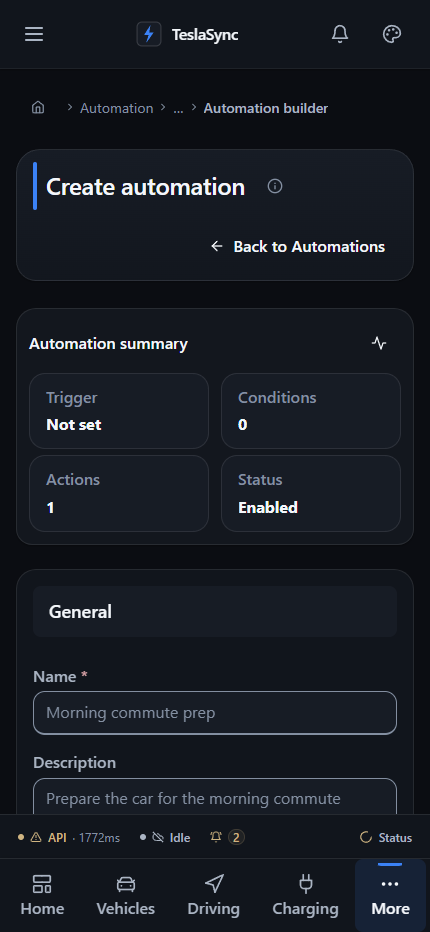 TeslaSync
Automation ... Automation builder
Create automation
Back to Automations
Automation summary
Trigger
Not set
Conditions
0
Actions
1
Status
Enabled
General
Name *
Morning commute prep
Description
Prepare the car for the morning commute
API · 1772ms Idle 2 Status
Home Vehicles Driving Charging More